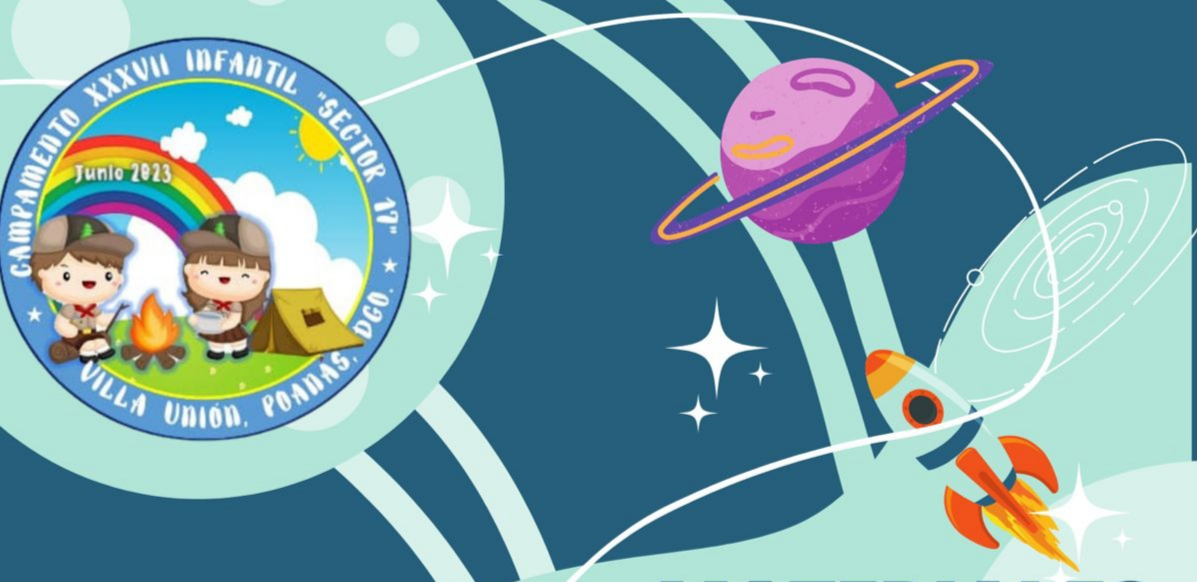 CAMPAMENTO XXXVII INFANTIL "SECTOR 17"
Junio 2023
VILLA UNIÓN, POANAS, DGO.